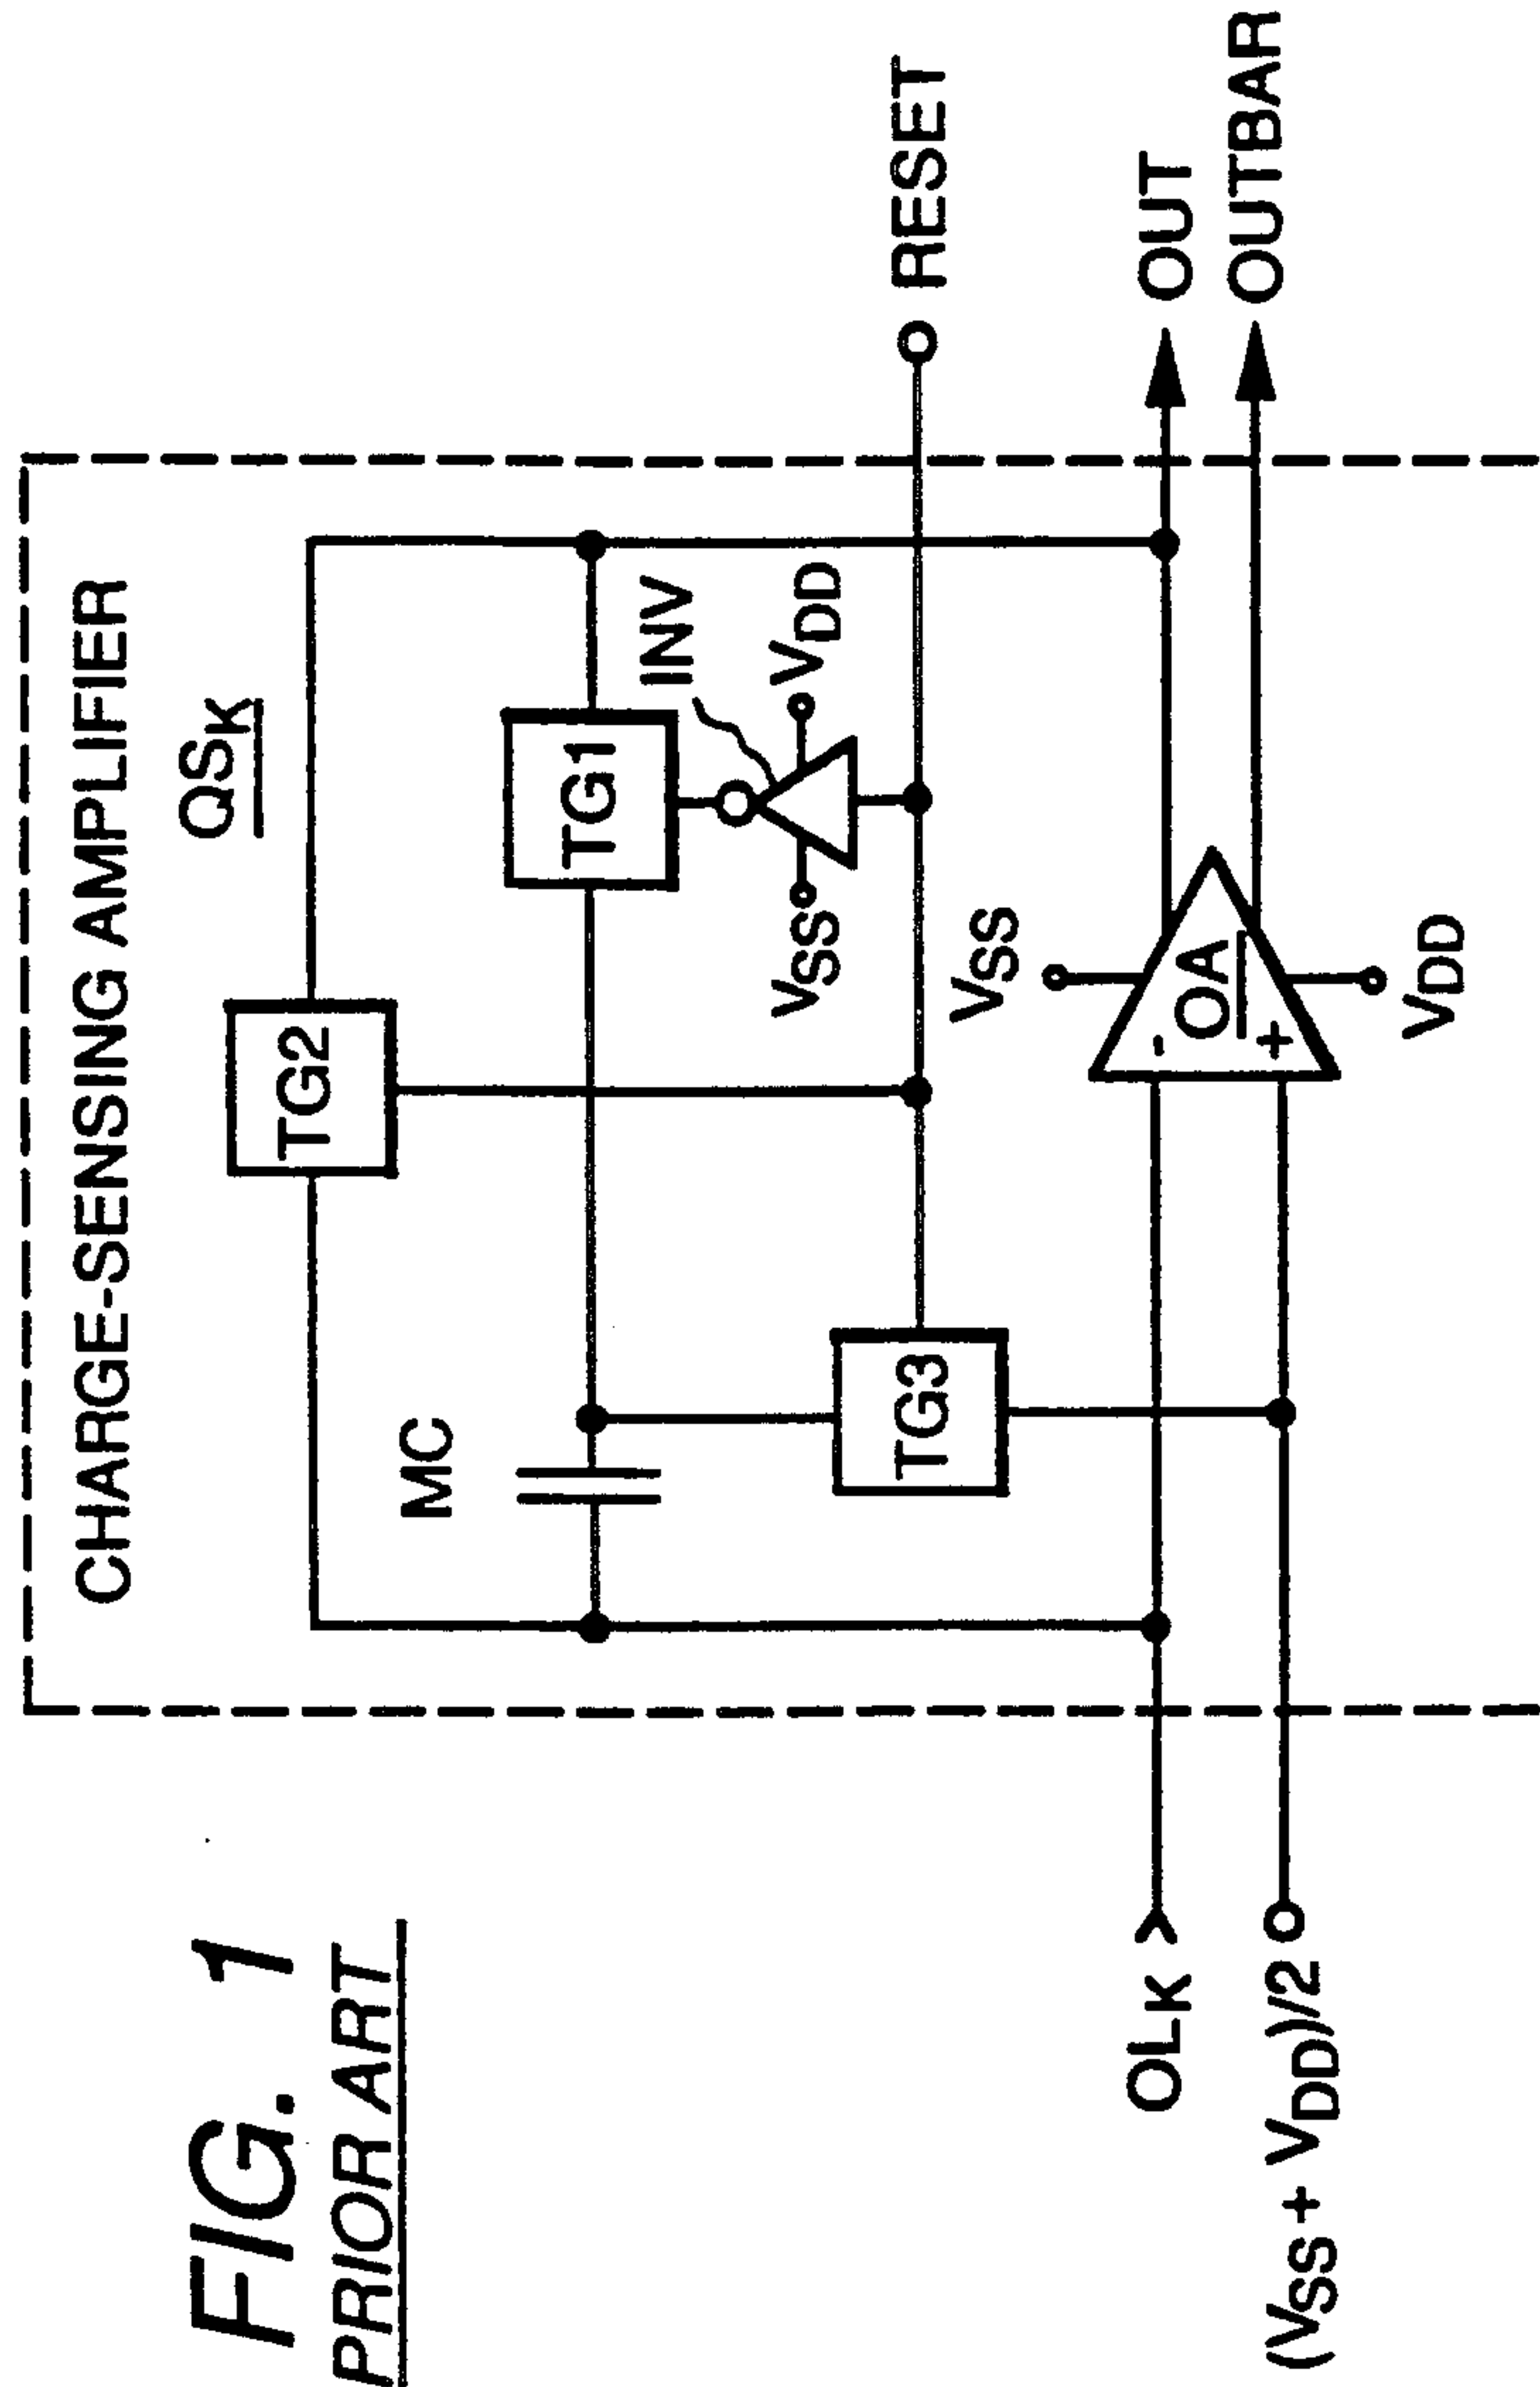 FIG. 1
PRIOR ART
CHARGE-SENSING AMPLIFIER
QSK
TG2
MC
TG1
INV
VSS
VDD
TG3
RESET
VSS
OLK
-
OA
OUT
+
OUTBAR
(VSS + VDD)/2
VDD